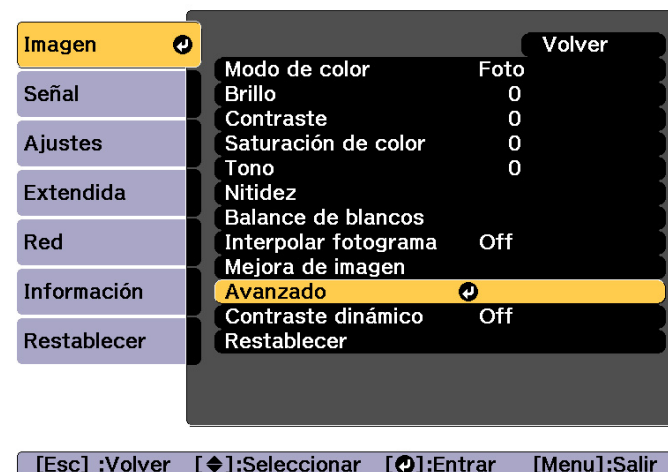 Imagen
Señal
Ajustes
Extendida
Red
Información
Restablecer
Volver
Modo de color Foto
Brillo 0
Contraste 0
Saturación de color 0
Tono 0
Nitidez
Balance de blancos
Interpolar fotograma Off
Mejora de imagen
Avanzado
Contraste dinámico Off
Restablecer
[Esc] :Volver [◆]:Seleccionar [↵]:Entrar [Menu]:Salir